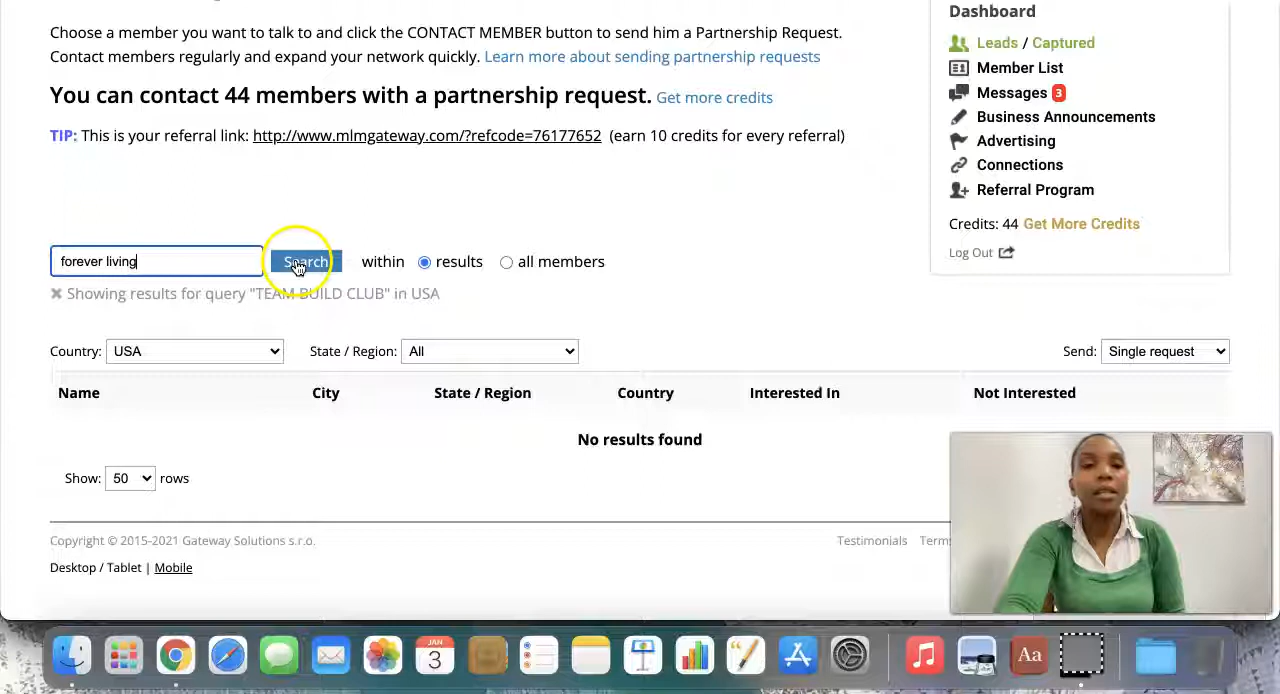 Choose a member you want to talk to and click the CONTACT MEMBER button to send him a Partnership Request.
Contact members regularly and expand your network quickly. Learn more about sending partnership requests
You can contact 44 members with a partnership request. Get more credits
TIP: This is your referral link: http://www.mlmgateway.com/?refcode=76177652 (earn 10 credits for every referral)
forever living Search within results all members
Showing results for query "TEAM BUILD CLUB" in USA
Country: USA State / Region: All Send: Single request
Name City State / Region Country Interested In Not Interested
No results found
Show: 50 rows
Copyright © 2015-2021 Gateway Solutions s.r.o. Testimonials Terms
Desktop / Tablet | Mobile
Dashboard
Leads / Captured
Member List
Messages 3
Business Announcements
Advertising
Connections
Referral Program
Credits: 44 Get More Credits
Log Out
JAN
3
Aa